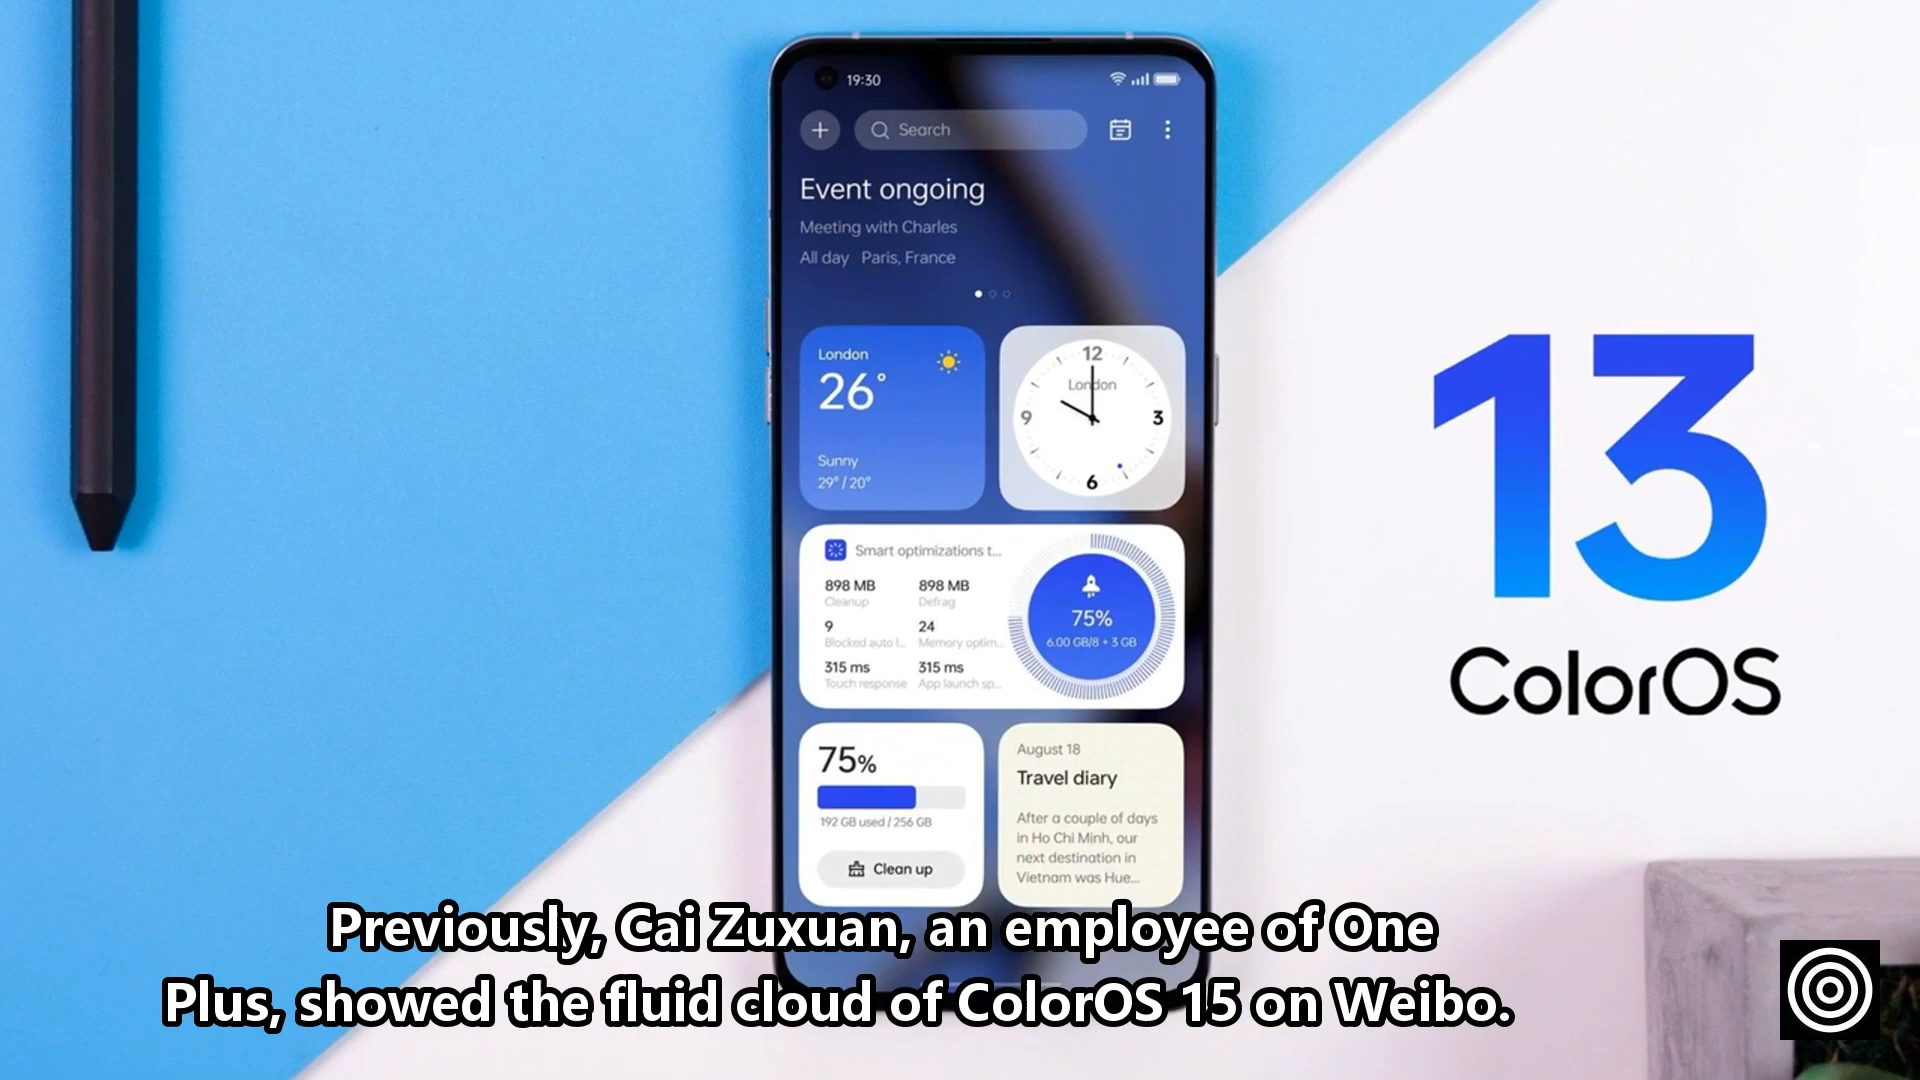 19:30
Search
Event ongoing
Meeting with Charles
All day Paris, France
London
26°
Sunny
29° / 20°
12
London
9
3
6
Smart optimizations t...
898 MB
898 MB
Cleanup
Defrag
9
24
Blocked auto l...
Memory optim...
315 ms
315 ms
Touch response
App launch sp...
75%
6.00 GB/8 + 3 GB
75%
192 GB used / 256 GB
Clean up
August 18
Travel diary
After a couple of days
in Ho Chi Minh, our
next destination in
Vietnam was Hue...
13
ColorOS
Previously, Cai Zuxuan, an employee of One
Plus, showed the fluid cloud of ColorOS 15 on Weibo.